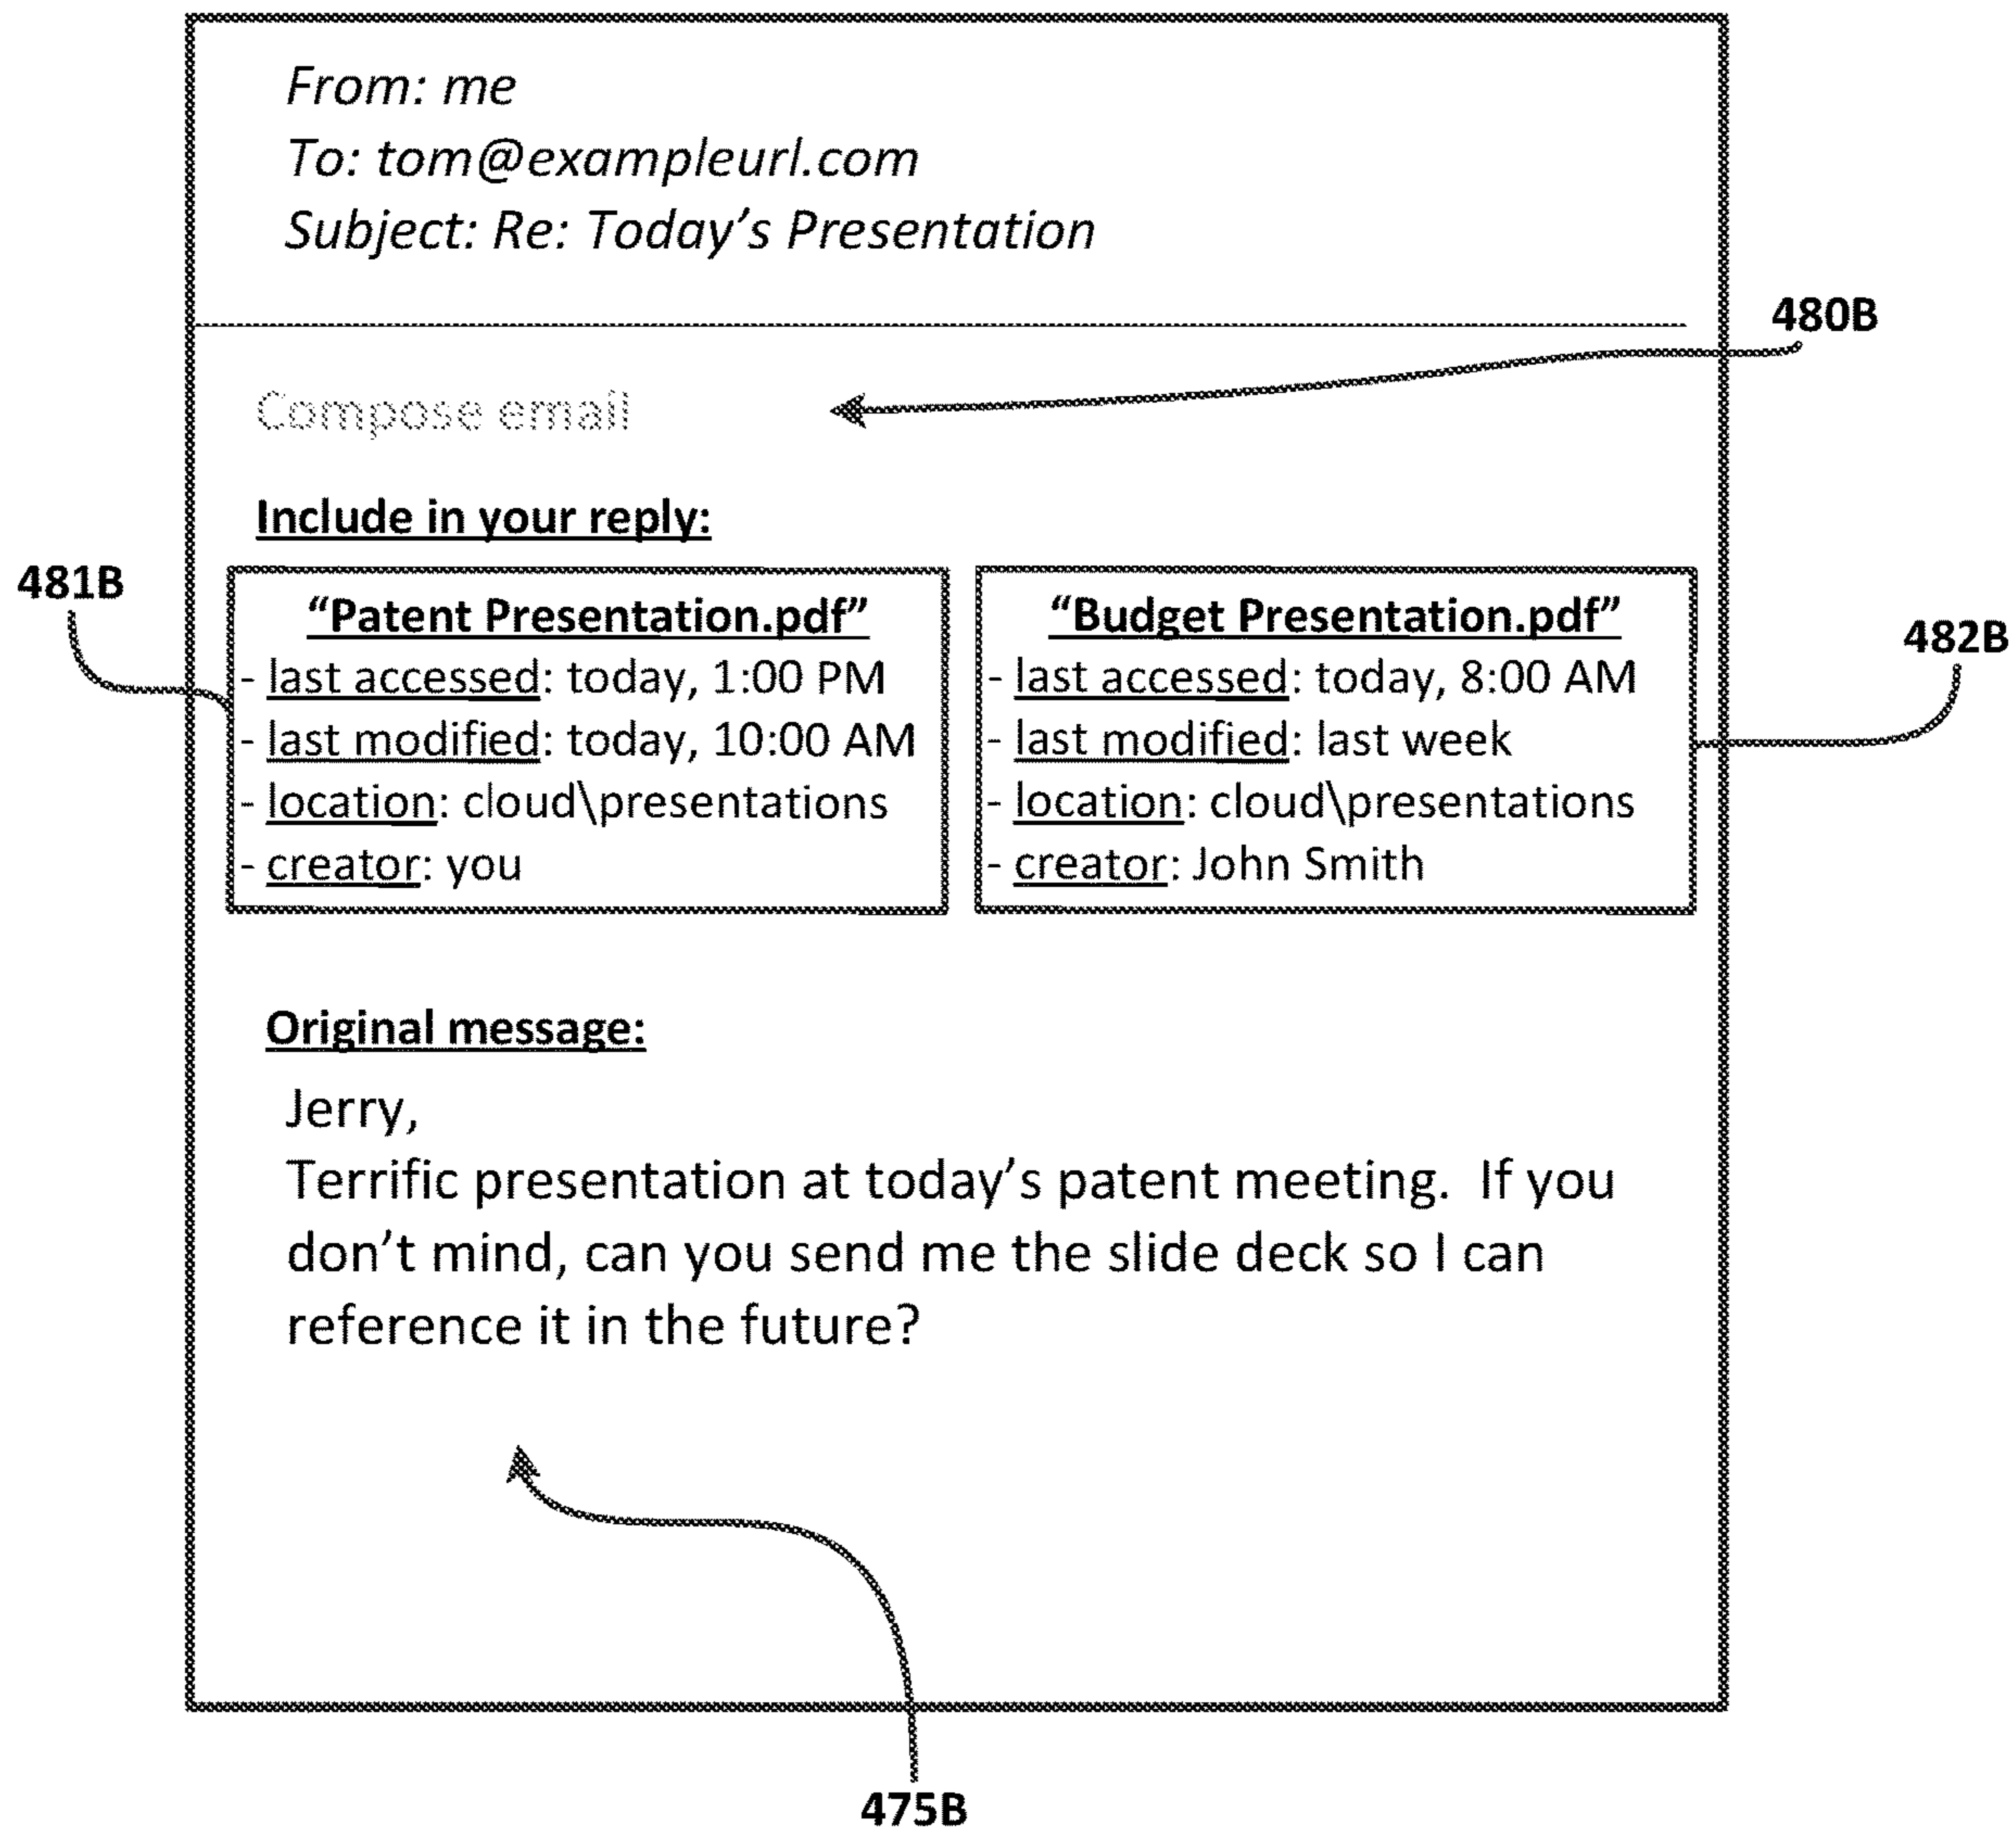 From: me
To: tom@exampleurl.com
Subject: Re: Today’s Presentation
480B
Compose email
Include in your reply:
481B
“Patent Presentation.pdf”
- last accessed: today, 1:00 PM
- last modified: today, 10:00 AM
- location: cloud\presentations
- creator: you
“Budget Presentation.pdf”
- last accessed: today, 8:00 AM
- last modified: last week
- location: cloud\presentations
- creator: John Smith
482B
Original message:
Jerry,
Terrific presentation at today’s patent meeting.  If you
don’t mind, can you send me the slide deck so I can
reference it in the future?
475B